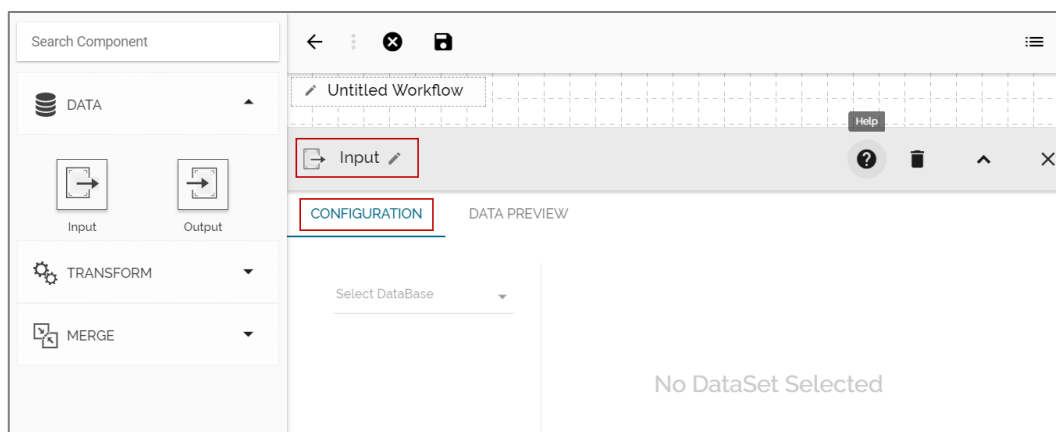 Search Component
DATA
Input
Output
TRANSFORM
MERGE
Untitled Workflow
Help
Input
CONFIGURATION
DATA PREVIEW
Select DataBase
No DataSet Selected